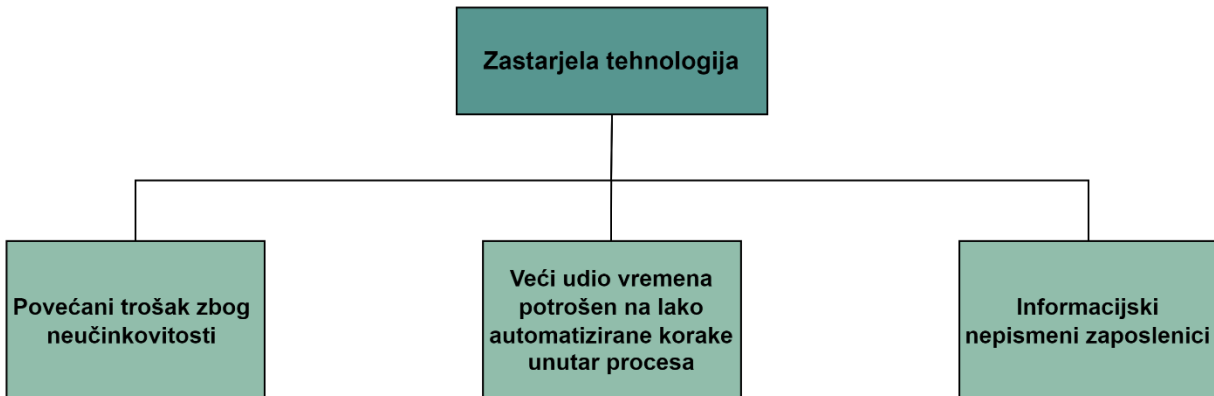 Zastarjela tehnologija
Povećani trošak zbog
neučinkovitosti
Veći udio vremena
potrošen na lako
automatizirane korake
unutar procesa
Informacijski
nepismeni zaposlenici